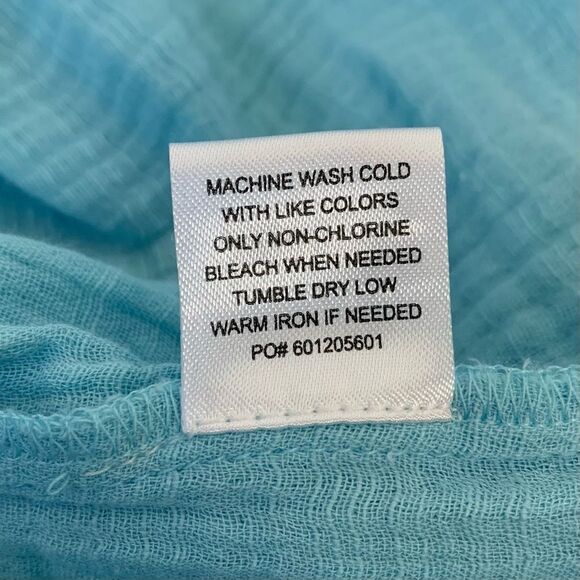 MACHINE WASH COLD
WITH LIKE COLORS
ONLY NON-CHLORINE
BLEACH WHEN NEEDED
TUMBLE DRY LOW
WARM IRON IF NEEDED
PO# 601205601